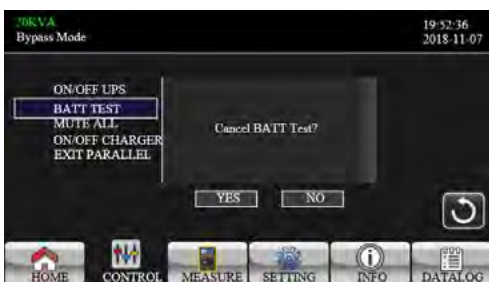 20KVA
Bypass Mode
19:52:36
2018-11-07
ON/OFF UPS
BATT TEST
MUTE ALL
ON/OFF CHARGER
EXIT PARALLEL
Cancel BATT Test?
YES
NO
HOME
CONTROL
MEASURE
SETTING
INFO
DATALOG